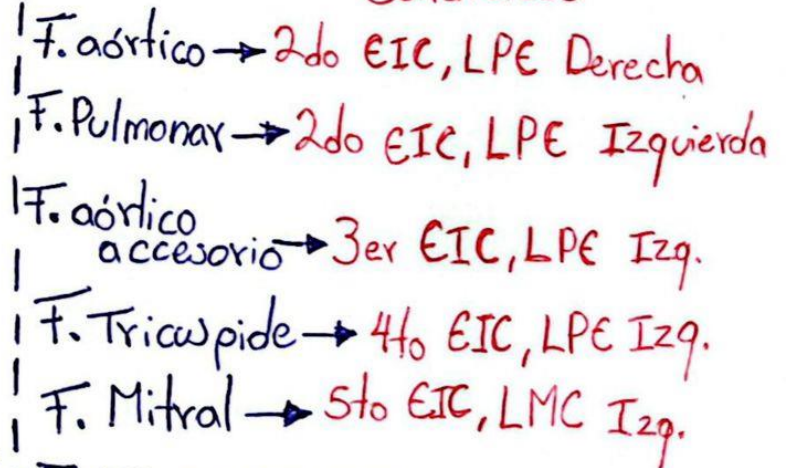 F. aórtico → 2do EIC, LPE Derecha
F. Pulmonar → 2do EIC, LPE Izquierda
F. aórtico
accesorio → 3er EIC, LPE Izq.
F. Tricuspide → 4to EIC, LPE Izq.
F. Mitral → 5to EIC, LMC Izq.